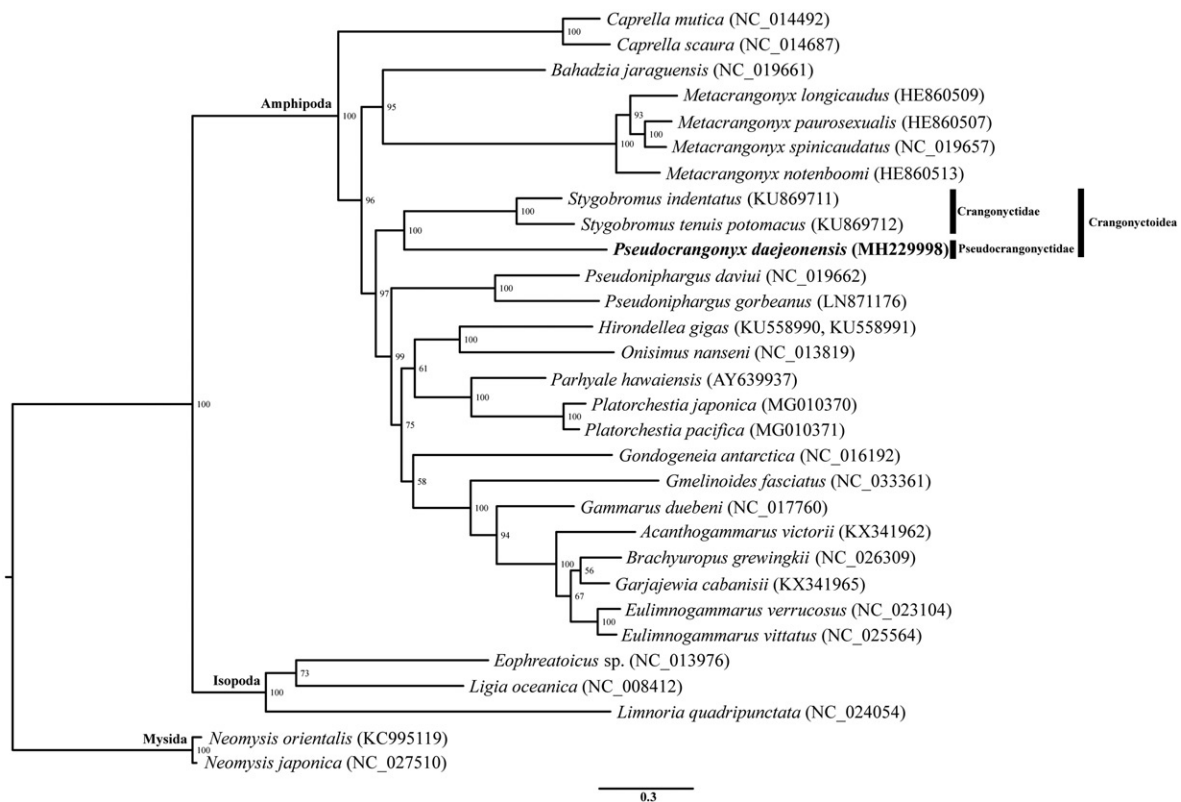 Caprella mutica (NC_014492)
100
Caprella scaura (NC_014687)
Bahadzia jaraguensis (NC_019661)
Amphipoda
Metacrangonyx longicaudus (HE860509)
95
93
100
Metacrangonyx paurosexualis (HE860507)
100
100
Metacrangonyx spinicaudatus (NC_019657)
Metacrangonyx notenboomi (HE860513)
96
Stygobromus indentatus (KU869711)
100
Crangonyctidae
Stygobromus tenuis potomacus (KU869712)
Crangonyctoidea
100
Pseudocrangonyx daejeonensis (MH229998)
Pseudocrangonyctidae
Pseudoniphargus daviui (NC_019662)
97
100
Pseudoniphargus gorbeanus (LN871176)
Hirondellea gigas (KU558990, KU558991)
100
Onisimus nanseni (NC_013819)
99
61
Parhyale hawaiensis (AY639937)
100
Platorchestia japonica (MG010370)
100
100
75
Platorchestia pacifica (MG010371)
Gondogeneia antarctica (NC_016192)
58
Gmelinoides fasciatus (NC_033361)
100
Gammarus duebeni (NC_017760)
94
Acanthogammarus victorii (KX341962)
Brachyuropus grewingkii (NC_026309)
100
56
Garjajewia cabanisii (KX341965)
67
Eulimnogammarus verrucosus (NC_023104)
100
Eulimnogammarus vittatus (NC_025564)
Eophreatoicus sp. (NC_013976)
73
Isopoda
Ligia oceanica (NC_008412)
100
Limnoria quadripunctata (NC_024054)
Mysida
Neomysis orientalis (KC995119)
100
Neomysis japonica (NC_027510)
0.3